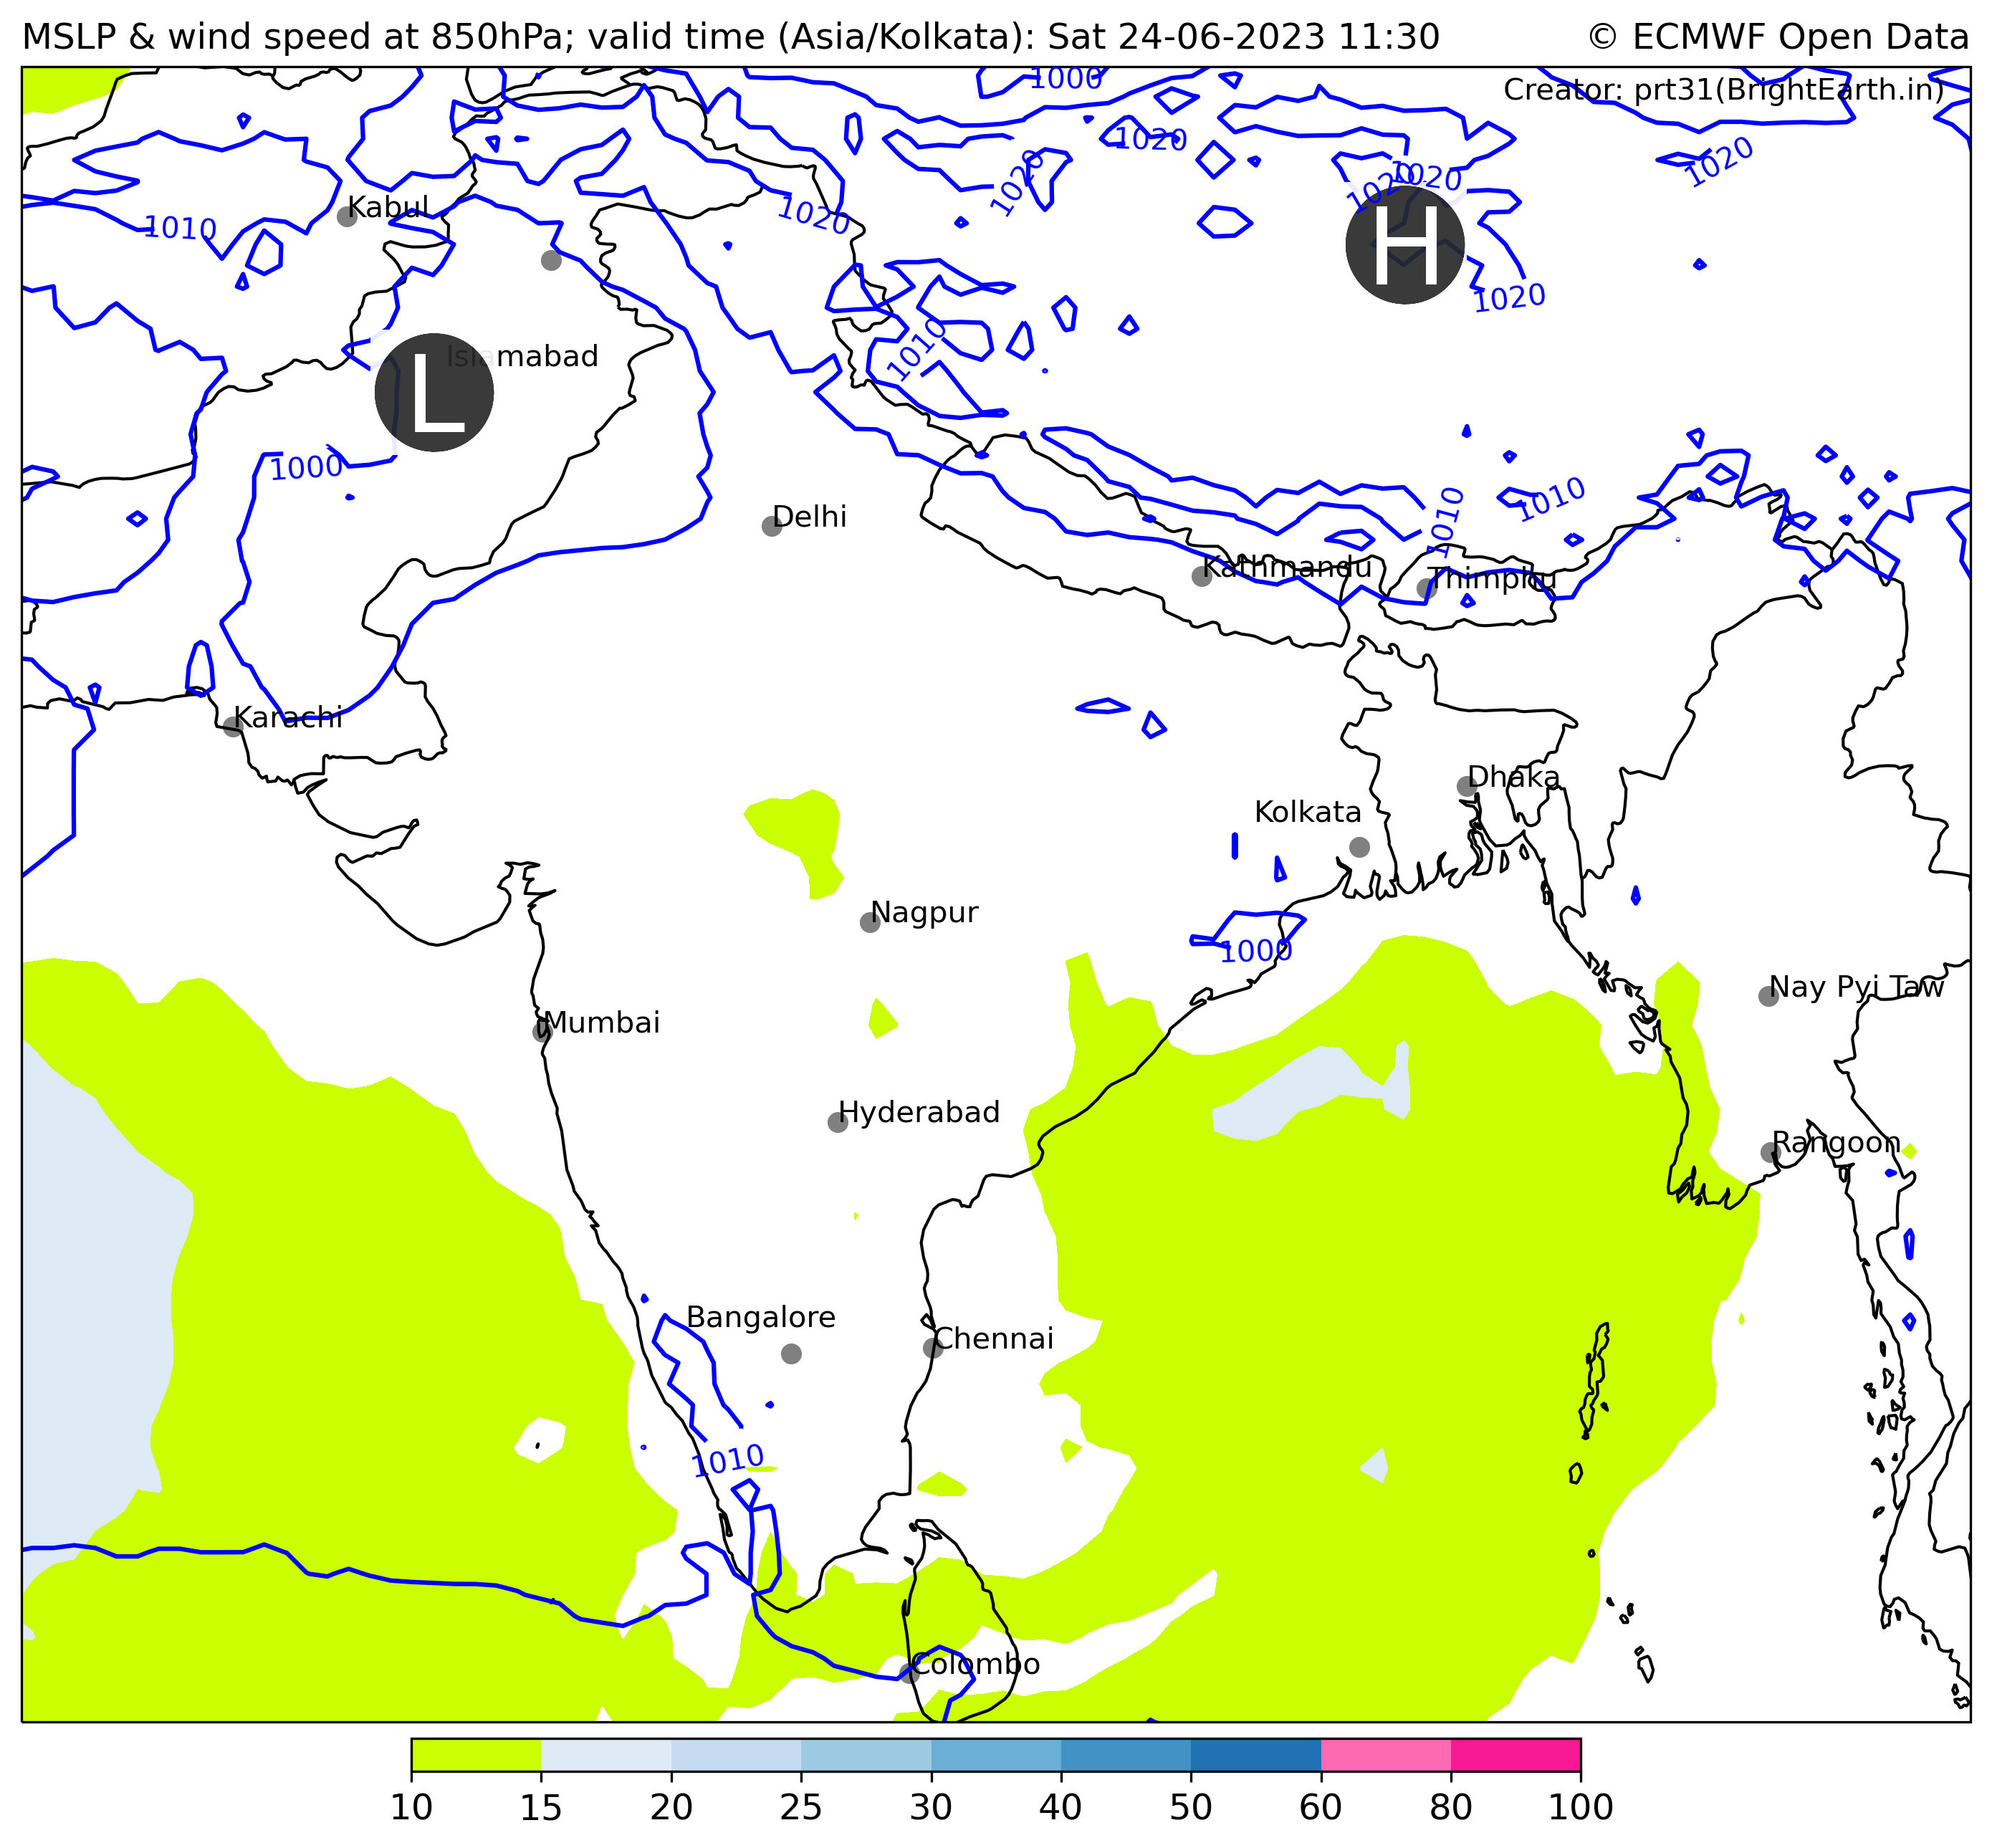 MSLP & wind speed at 850hPa; valid time (Asia/Kolkata): Sat 24-06-2023 11:30
© ECMWF Open Data
1000
Creator: prt31(BrightEarth.in)
1020
1020
1020
1020
1020
Kabul
1010
1020
H
1020
1010
Islamabad
L
1000
1010
1010
Delhi
Kathmandu
Thimphu
Karachi
Dhaka
Kolkata
Nagpur
1000
Nay Pyi Taw
Mumbai
Hyderabad
Rangoon
Bangalore
Chennai
1010
Colombo
10 15 20 25 30 40 50 60 80 100